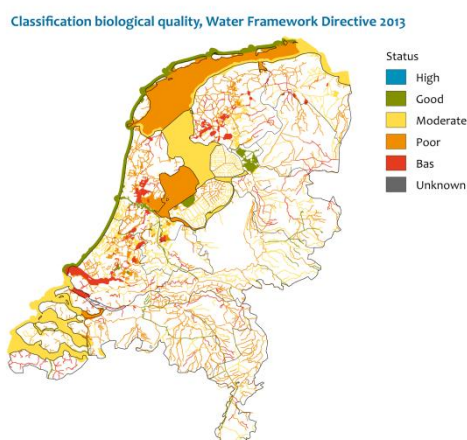 Classification biological quality, Water Framework Directive 2013
Status
High
Good
Moderate
Poor
Bas
Unknown